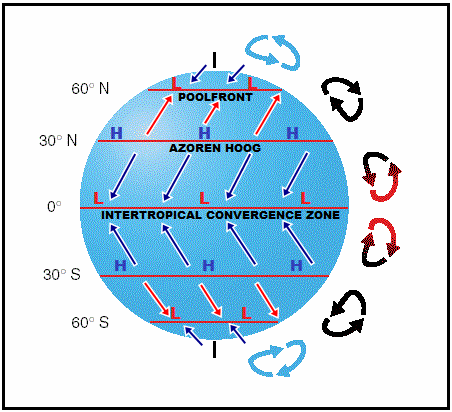 60° N
L L
POOLFRONT
30° N
H H H
AZOREN HOOG
0°
L L L
INTERTROPICAL CONVERGENCE ZONE
30° S
H H H
60° S
L L